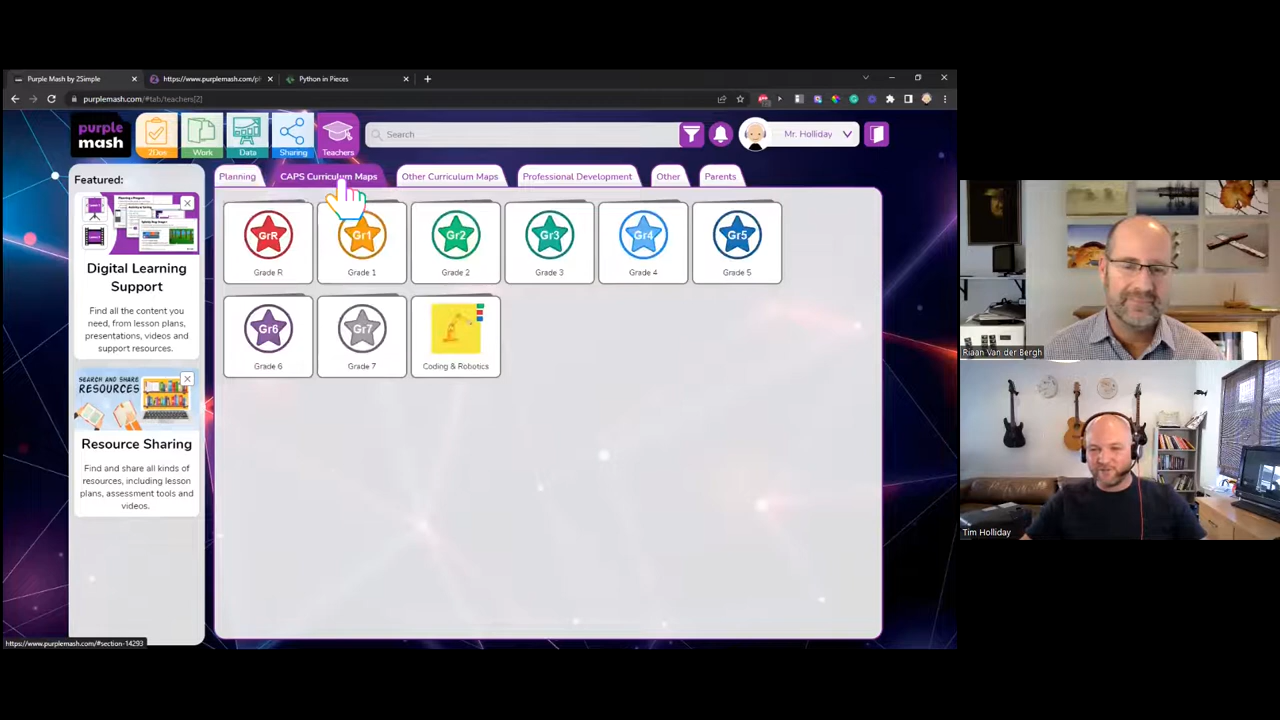 Purple Mash by 2Simple
https://www.purplemash.com/pl
Python in Pieces
purplemash.com/#tab/teachers[2]
purple
mash
2Dos
Work
Data
Sharing
Teachers
Search
Mr. Holliday
Featured:
Digital Learning
Support
Find all the content you
need, from lesson plans,
presentations, videos and
support resources.
SEARCH AND SHARE
RESOURCES
Resource Sharing
Find and share all kinds of
resources, including lesson
plans, assessment tools and
videos.
Planning
CAPS Curriculum Maps
Other Curriculum Maps
Professional Development
Other
Parents
GrR
Grade R
Gr1
Grade 1
Gr2
Grade 2
Gr3
Grade 3
Gr4
Grade 4
Gr5
Grade 5
Gr6
Grade 6
Gr7
Grade 7
Coding & Robotics
https://www.purplemash.com/#section-14293
Riaan Van der Bergh
Tim Holliday